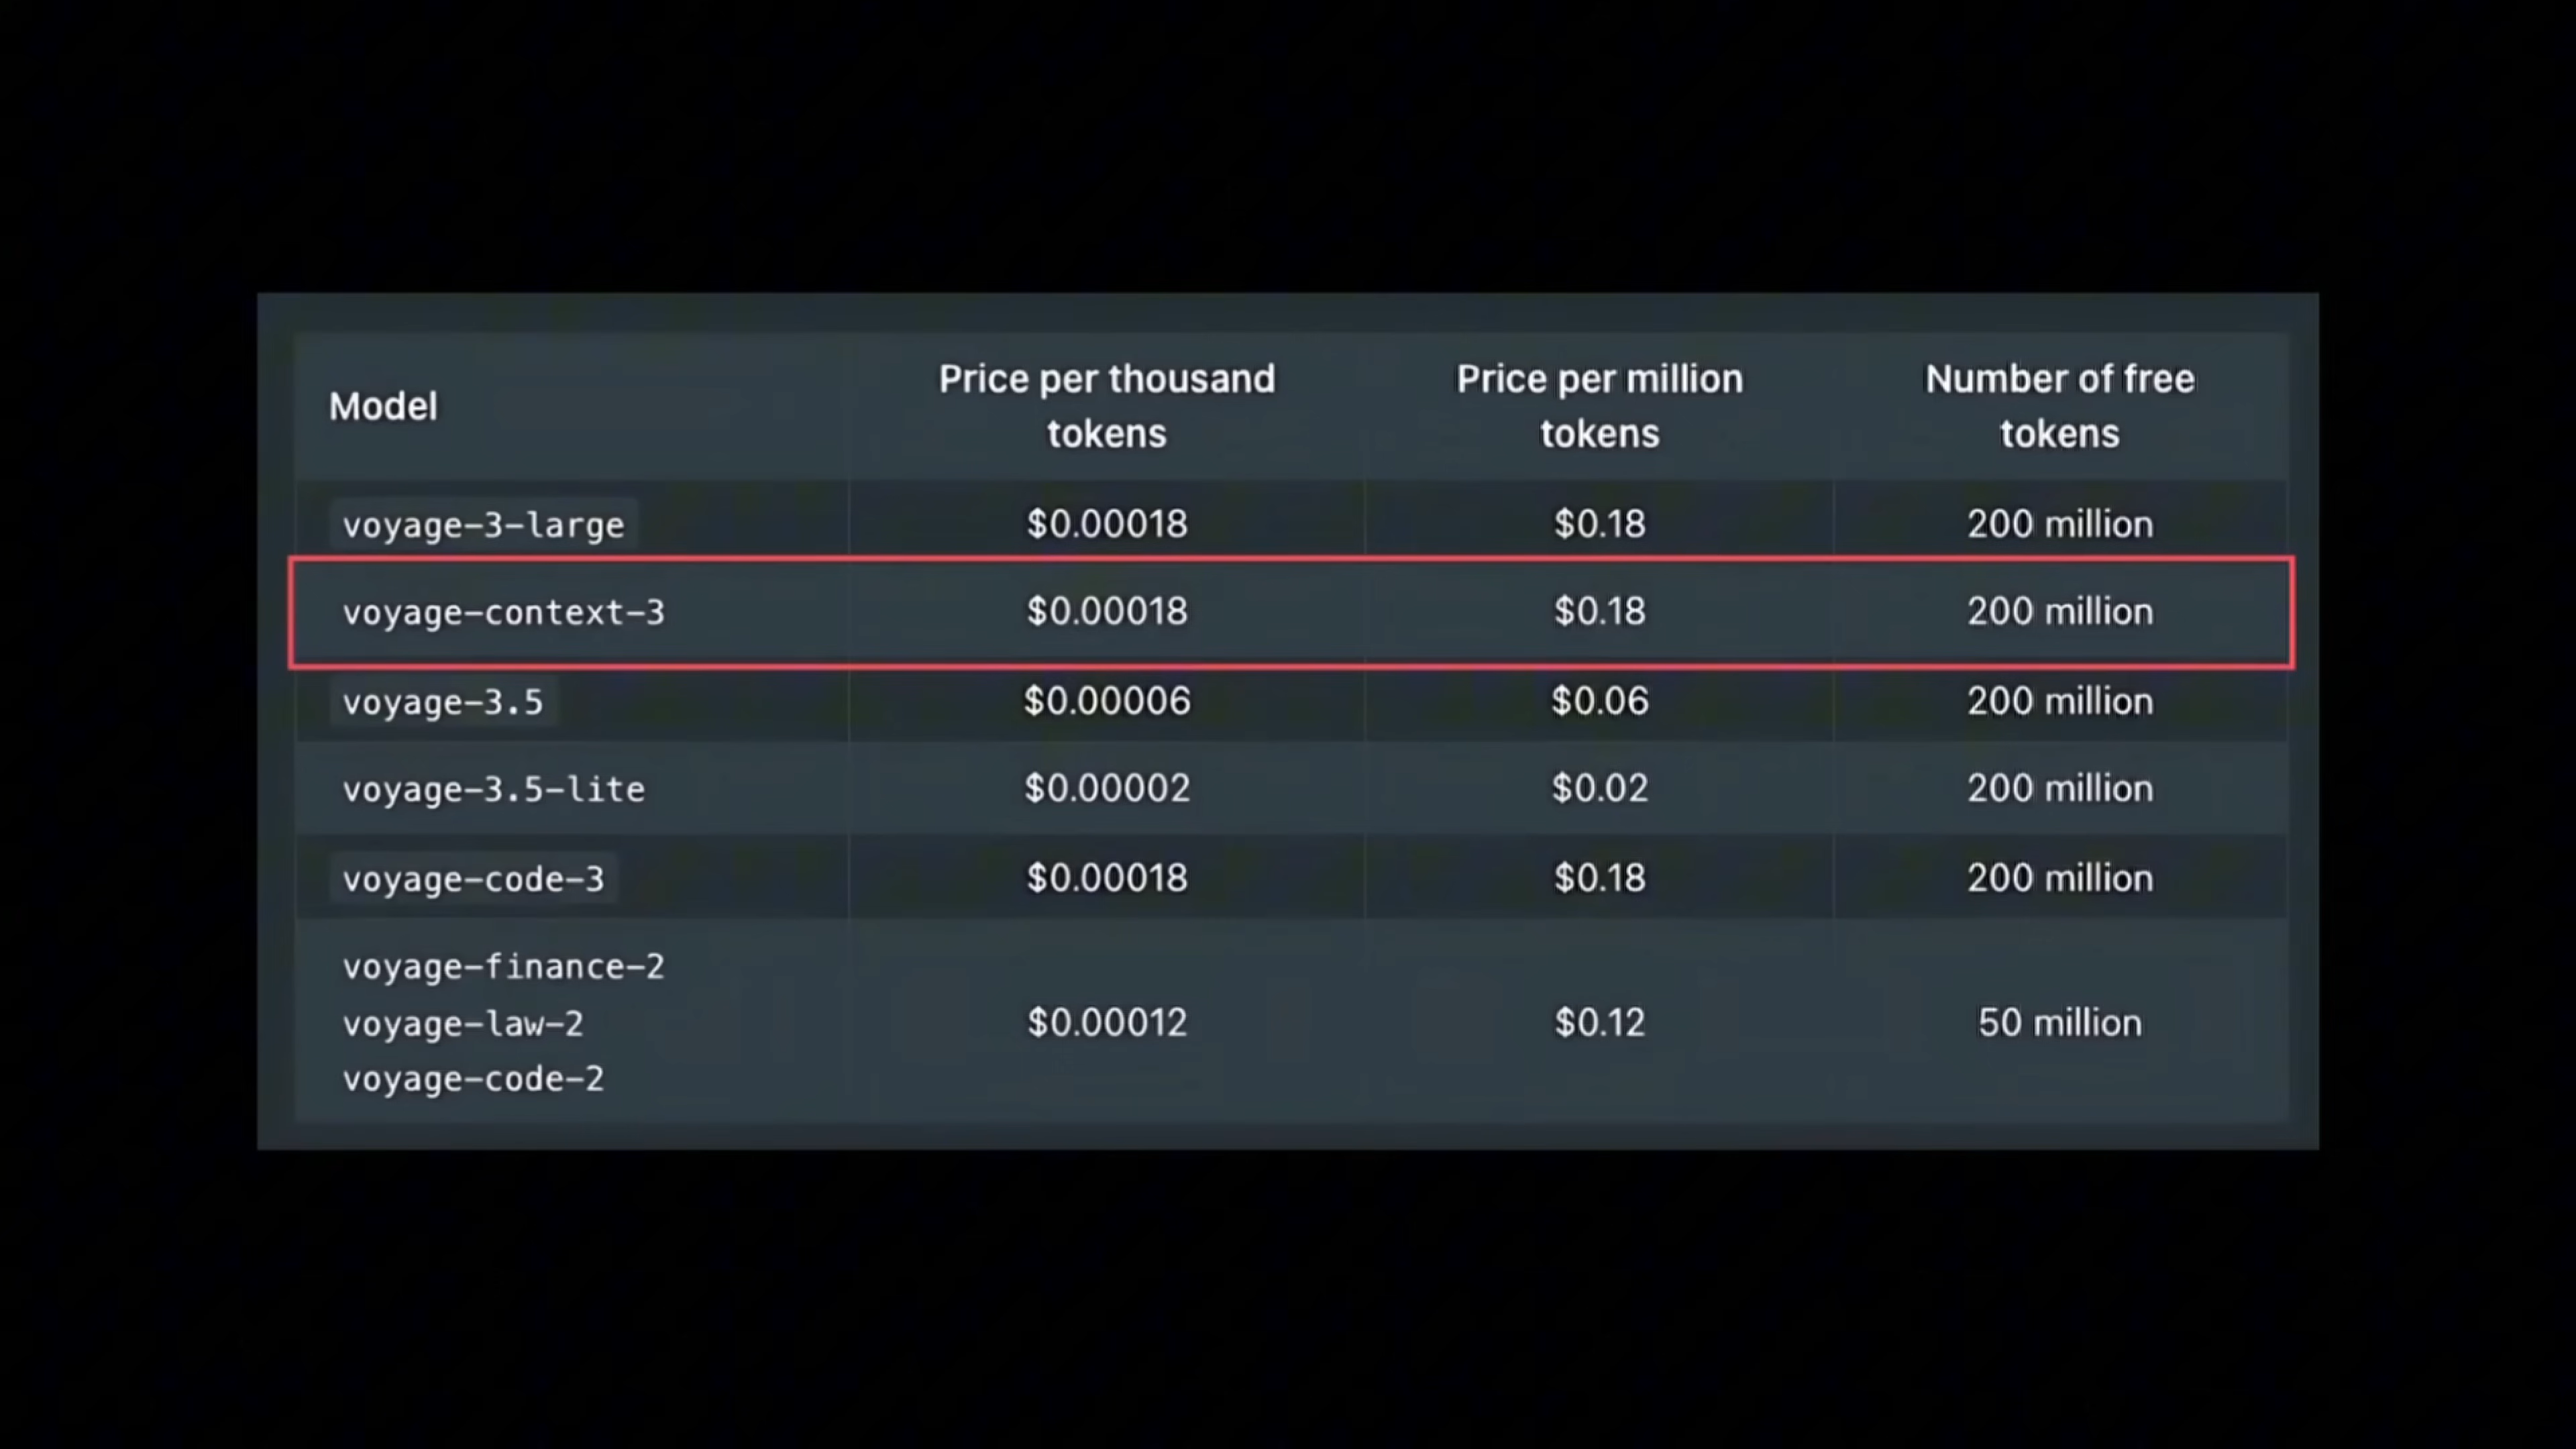 Model Price per thousand tokens Price per million tokens Number of free tokens
voyage-3-large $0.00018 $0.18 200 million
voyage-context-3 $0.00018 $0.18 200 million
voyage-3.5 $0.00006 $0.06 200 million
voyage-3.5-lite $0.00002 $0.02 200 million
voyage-code-3 $0.00018 $0.18 200 million
voyage-finance-2
voyage-law-2 $0.00012 $0.12 50 million
voyage-code-2